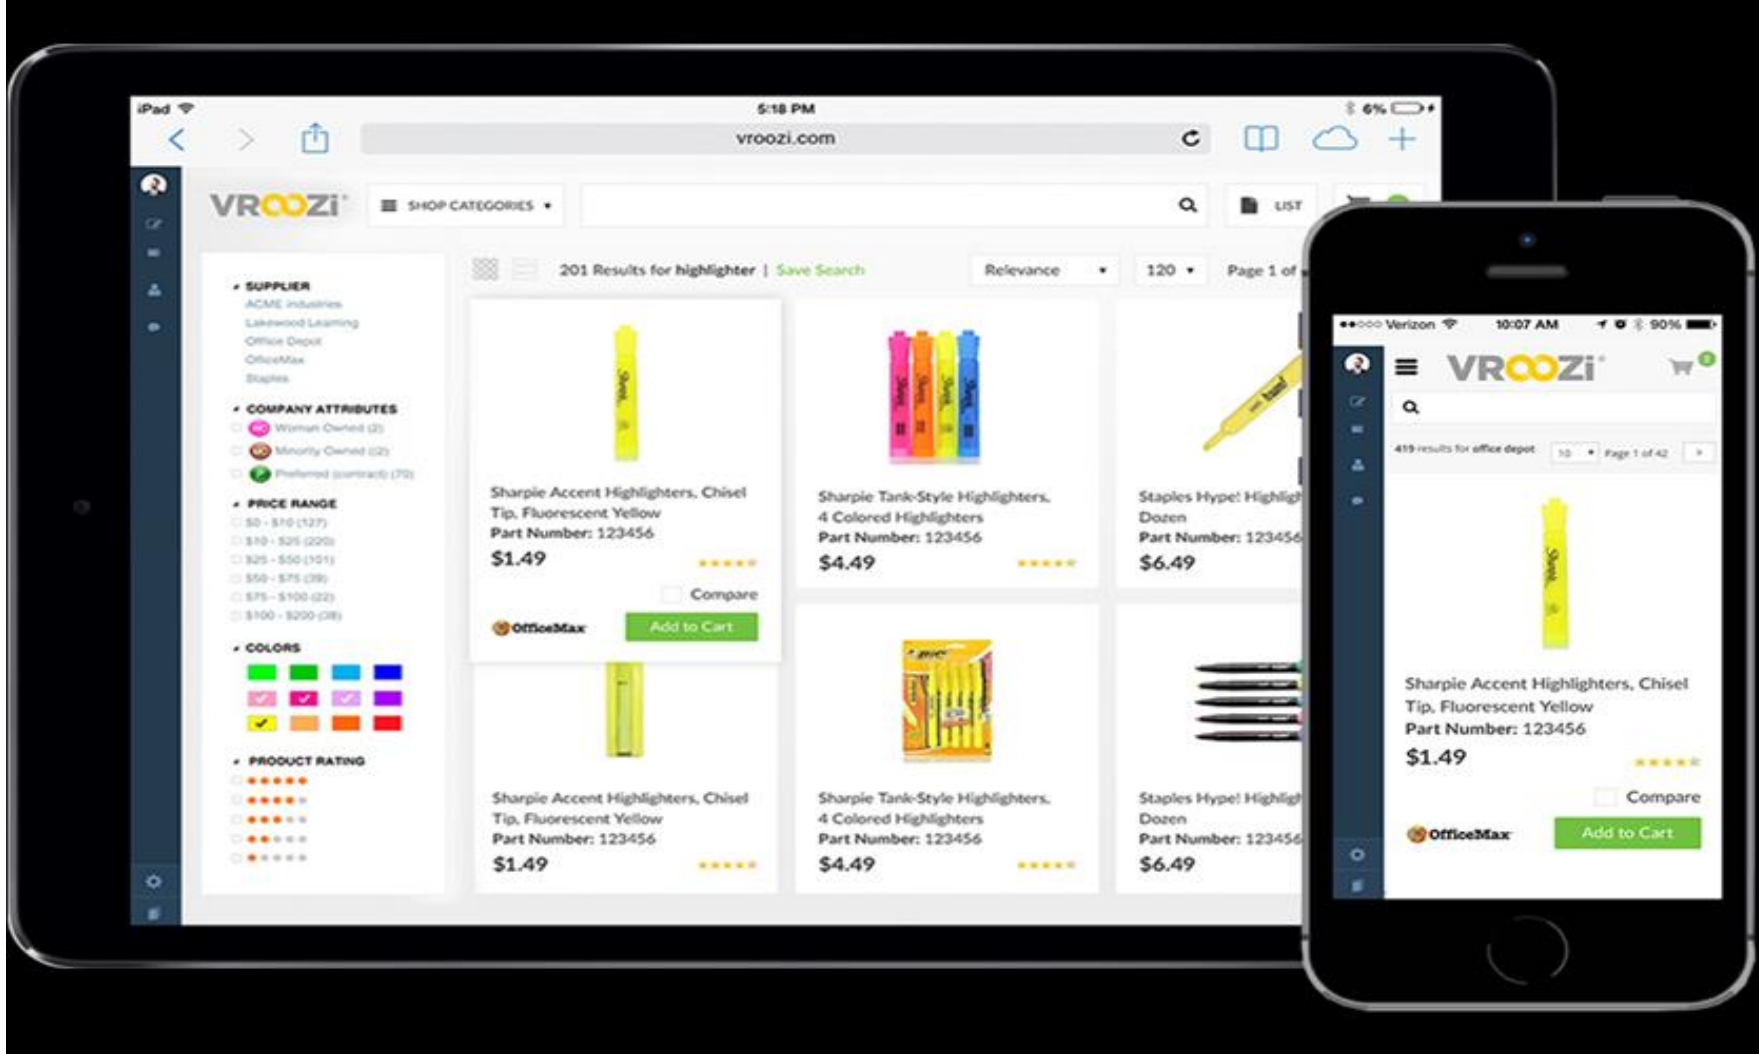 iPad
5:18 PM
6%
vroozi.com
VROOZi
SHOP CATEGORIES
LIST
201 Results for highlighter | Save Search
Relevance
120
Page 1 of
SUPPLIER
ACME industries
Lakewood Learning
Office Depot
OfficeMax
Staples
COMPANY ATTRIBUTES
Woman Owned (2)
Minority Owned
Preferred (contract) (70)
PRICE RANGE
$0 - $10 (127)
$10 - $25 (220)
$25 - $50 (101)
$50 - $75 (39)
$75 - $100 (22)
$100 - $200 (38)
COLORS
PRODUCT RATING
Sharpie
Sharpie Accent Highlighters, Chisel
Tip, Fluorescent Yellow
Part Number: 123456
$1.49
Compare
OfficeMax
Add to Cart
Sharpie Tank-Style Highlighters,
4 Colored Highlighters
Part Number: 123456
$4.49
Staples Hype! Highligh
Dozen
Part Number: 123456
$6.49
Sharpie Accent Highlighters, Chisel
Tip, Fluorescent Yellow
Part Number: 123456
$1.49
BIC
Sharpie Tank-Style Highlighters,
4 Colored Highlighters
Part Number: 123456
$4.49
Staples Hype! Highligh
Dozen
Part Number: 123456
$6.49
Verizon
10:07 AM
90%
VROOZi
419 results for office depot
10
Page 1 of 42
Sharpie
Sharpie Accent Highlighters, Chisel
Tip, Fluorescent Yellow
Part Number: 123456
$1.49
Compare
OfficeMax
Add to Cart